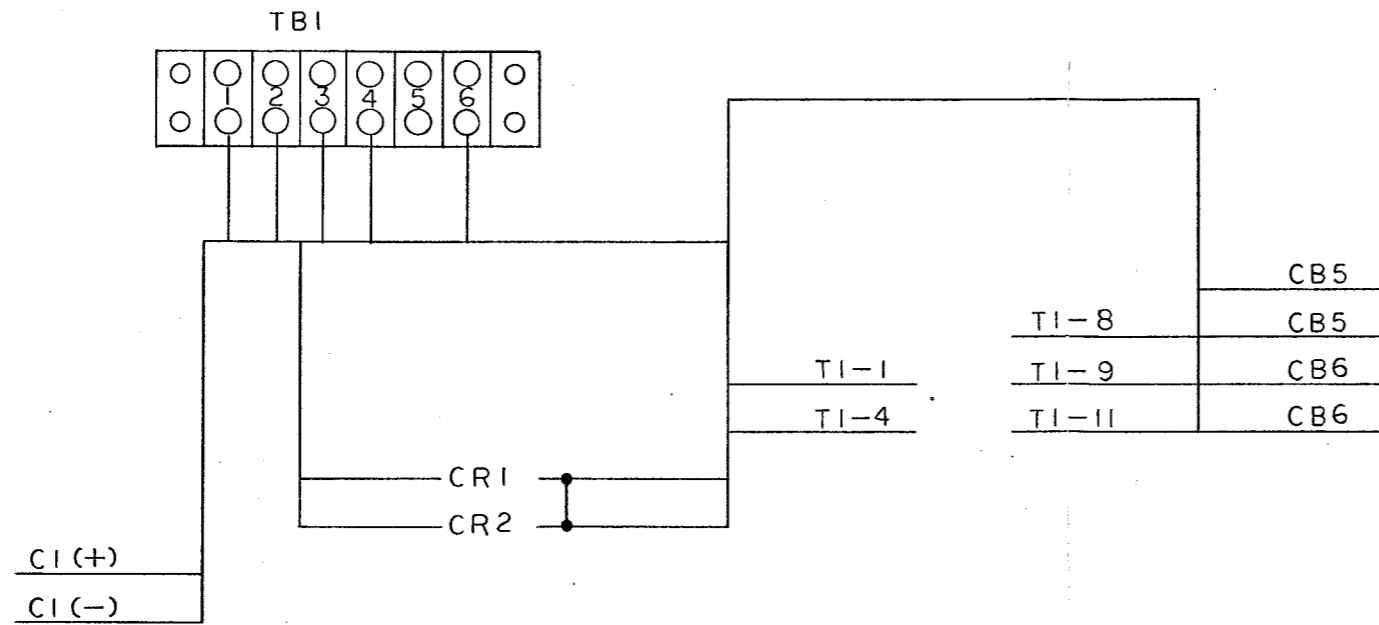 TB1
1 2 3 4 5 6
CB5
T1-8 CB5
T1-1 T1-9 CB6
T1-4 T1-11 CB6
CR1
CR2
C1(+)
C1(-)